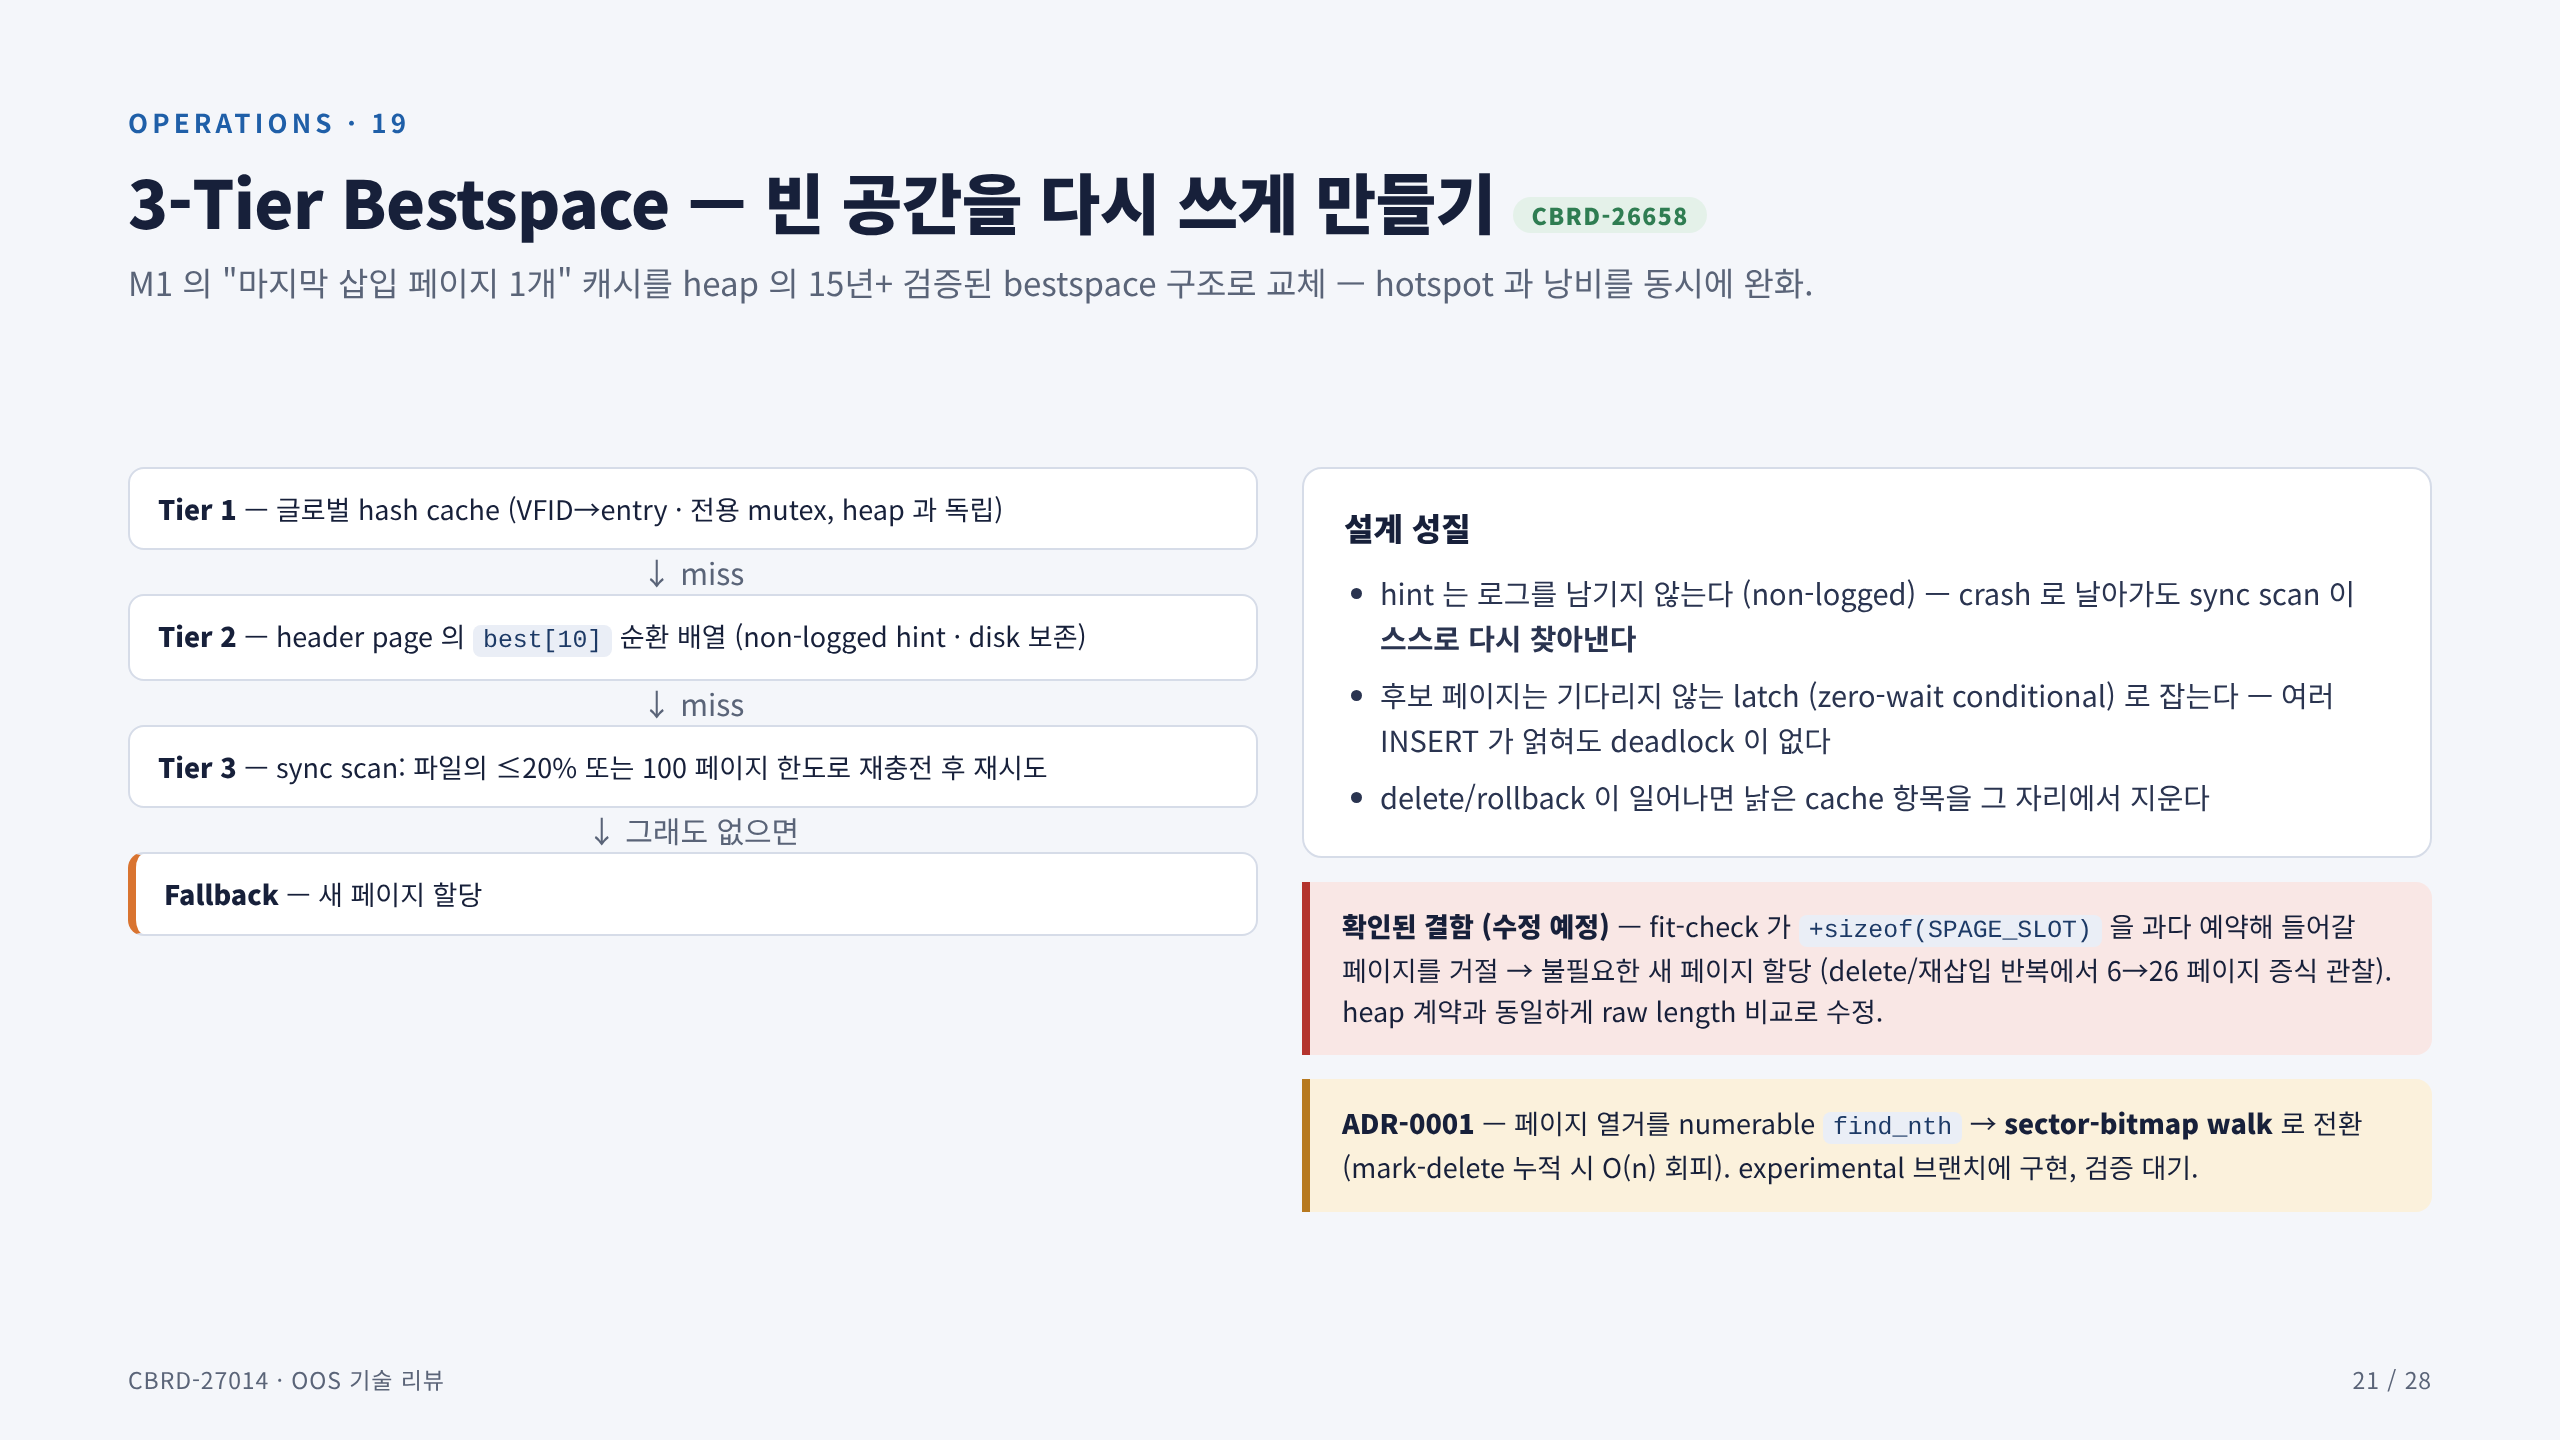 OPERATIONS · 19
3-Tier Bestspace — 빈 공간을 다시 쓰게 만들기 CBRD-26658
M1 의 "마지막 삽입 페이지 1개" 캐시를 heap 의 15년+ 검증된 bestspace 구조로 교체 — hotspot 과 낭비를 동시에 완화.
Tier 1 — 글로벌 hash cache (VFID→entry · 전용 mutex, heap 과 독립)
↓ miss
Tier 2 — header page 의 best[10] 순환 배열 (non-logged hint · disk 보존)
↓ miss
Tier 3 — sync scan: 파일의 ≤20% 또는 100 페이지 한도로 재충전 후 재시도
↓ 그래도 없으면
Fallback — 새 페이지 할당
설계 성질
• hint 는 로그를 남기지 않는다 (non-logged) — crash 로 날아가도 sync scan 이
스스로 다시 찾아낸다
• 후보 페이지는 기다리지 않는 latch (zero-wait conditional) 로 잡는다 — 여러
INSERT 가 얽혀도 deadlock 이 없다
• delete/rollback 이 일어나면 낡은 cache 항목을 그 자리에서 지운다
확인된 결함 (수정 예정) — fit-check 가 +sizeof(SPAGE_SLOT) 을 과다 예약해 들어갈
페이지를 거절 → 불필요한 새 페이지 할당 (delete/재삽입 반복에서 6→26 페이지 증식 관찰).
heap 계약과 동일하게 raw length 비교로 수정.
ADR-0001 — 페이지 열거를 numerable find_nth → sector-bitmap walk 로 전환
(mark-delete 누적 시 O(n) 회피). experimental 브랜치에 구현, 검증 대기.
CBRD-27014 · OOS 기술 리뷰
21 / 28